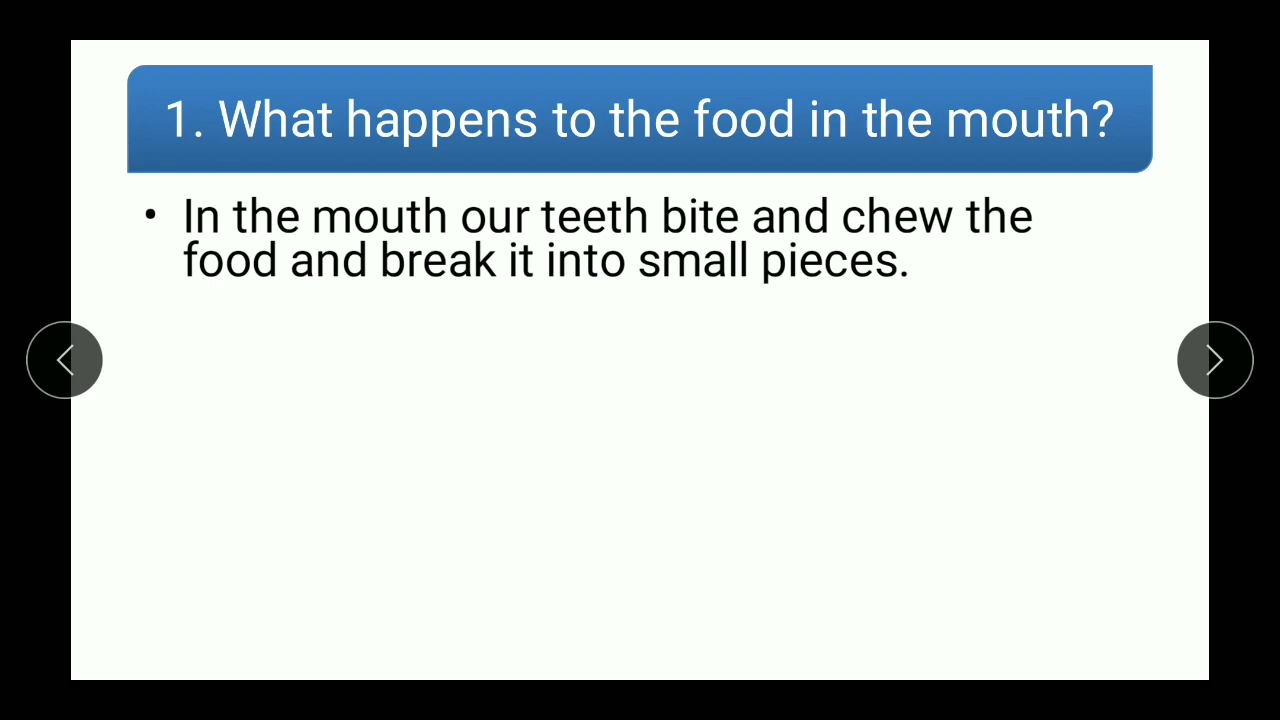 1. What happens to the food in the mouth?
• In the mouth our teeth bite and chew the
food and break it into small pieces.